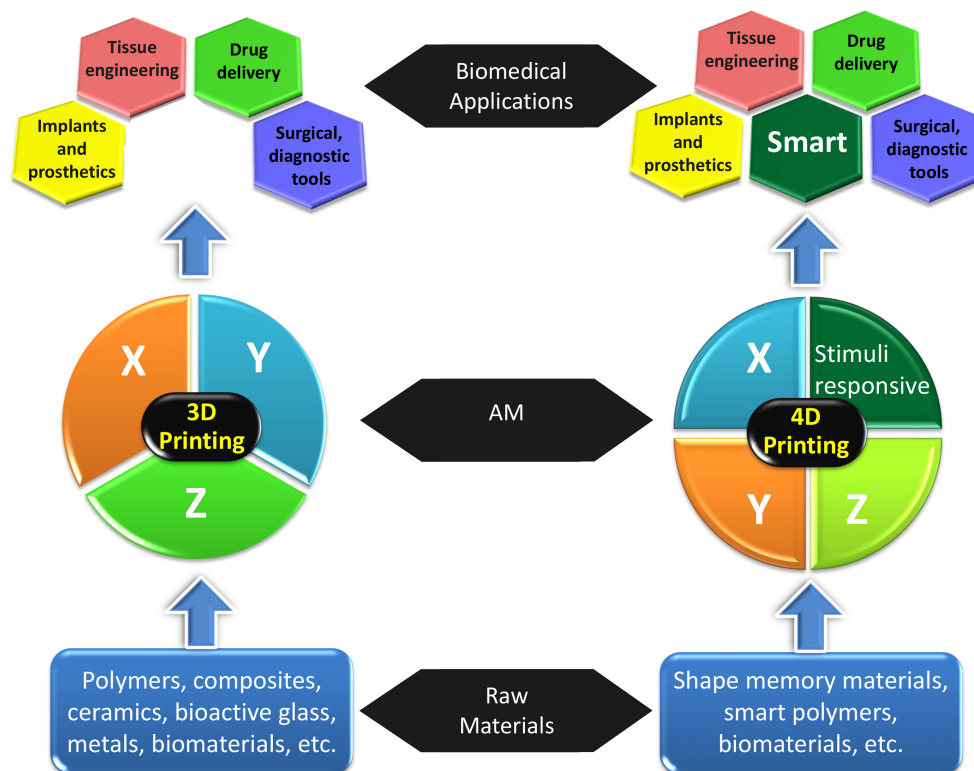 Tissue
engineering
Drug
delivery
Implants
and
prosthetics
Surgical,
diagnostic
tools
Biomedical
Applications
Tissue
engineering
Drug
delivery
Implants
and
prosthetics
Smart
Surgical,
diagnostic
tools
X
Y
3D
Printing
Z
AM
X
Stimuli
responsive
4D
Printing
Y
Z
Polymers, composites,
ceramics, bioactive glass,
metals, biomaterials, etc.
Raw
Materials
Shape memory materials,
smart polymers,
biomaterials, etc.